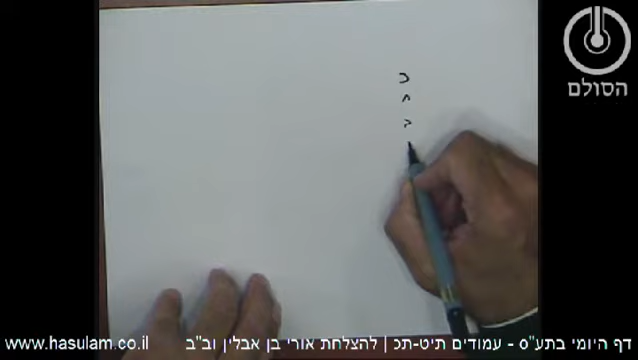 הסולם
כ
ח
ב
www.hasulam.co.il דף היומי בתע"ס - עמודים תיט-תכ | להצלחת אורי בן אבלין וב"ב